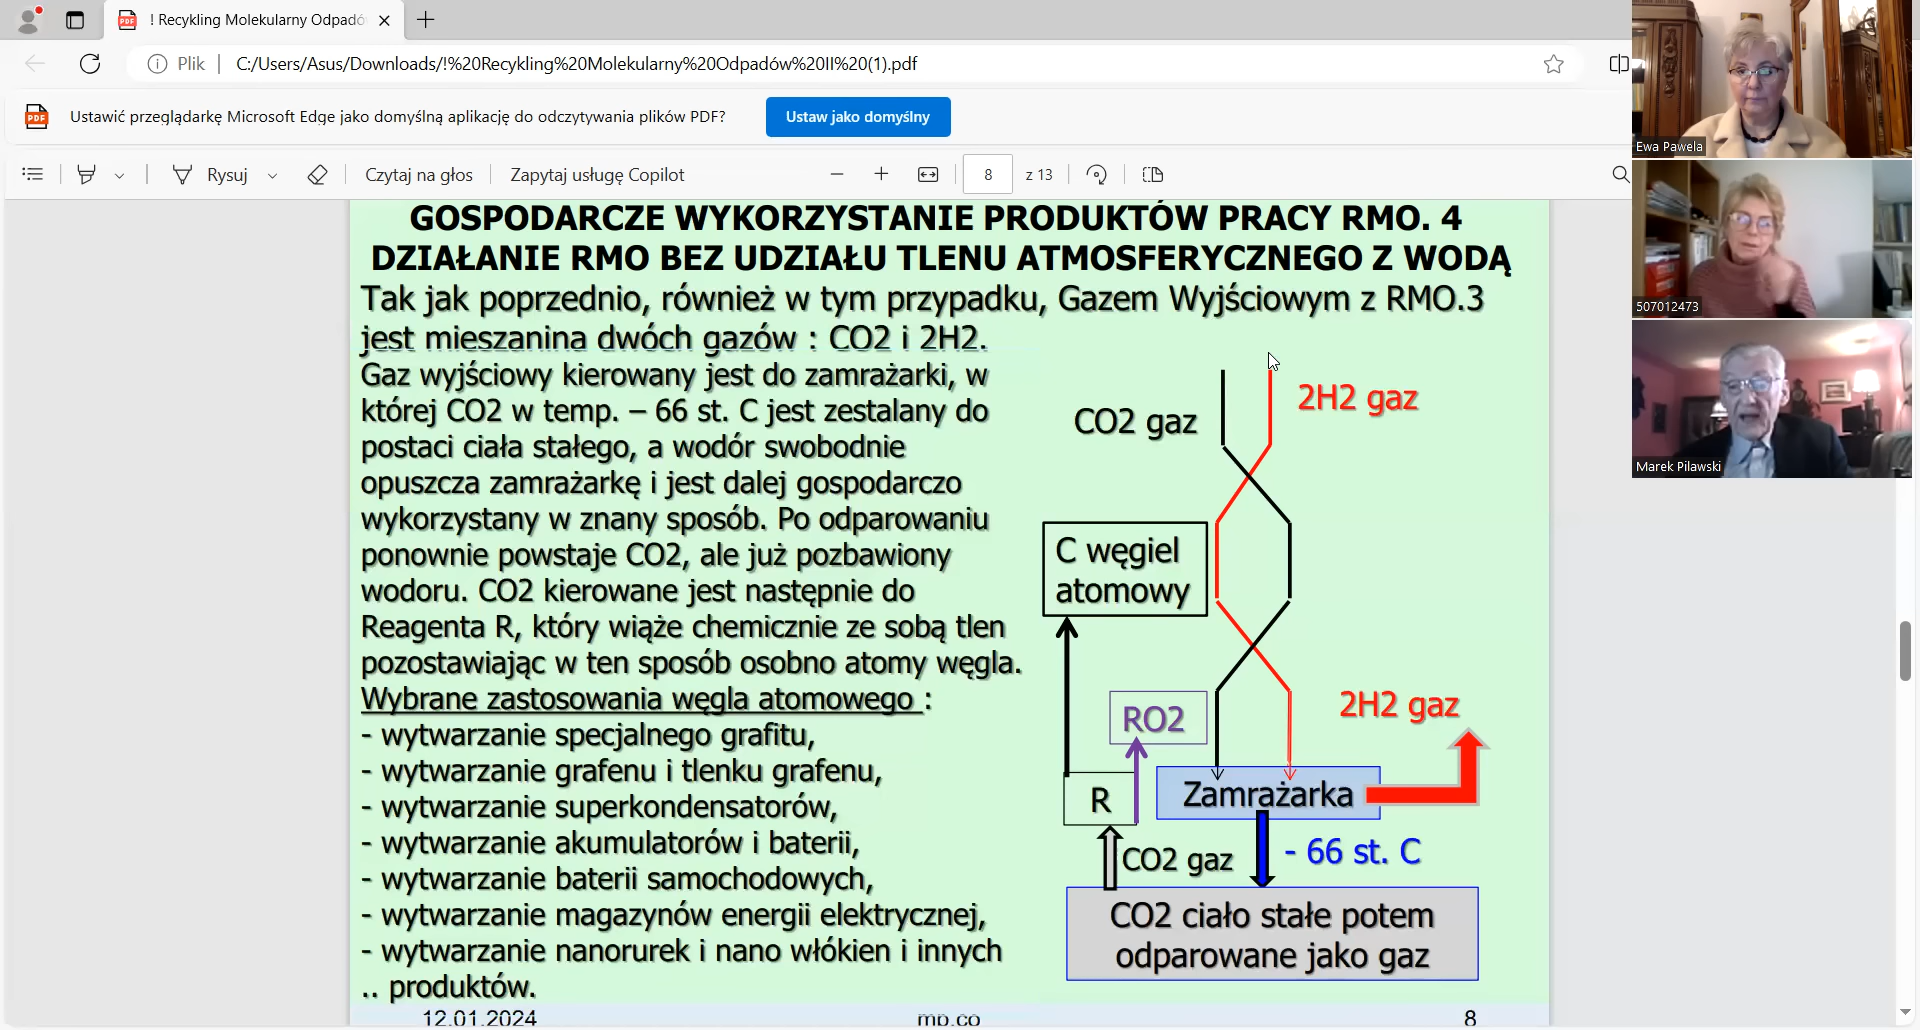 ! Recykling Molekularny Odpadó
Plik
C:/Users/Asus/Downloads/!%20Recykling%20Molekularny%20Odpadów%20II%20(1).pdf
Ustawić przeglądarkę Microsoft Edge jako domyślną aplikację do odczytywania plików PDF?
Ustaw jako domyślny
Rysuj
Czytaj na głos
Zapytaj usługę Copilot
8
z 13
GOSPODARCZE WYKORZYSTANIE PRODUKTÓW PRACY RMO. 4
DZIAŁANIE RMO BEZ UDZIAŁU TLENU ATMOSFERYCZNEGO Z WODĄ
Tak jak poprzednio, również w tym przypadku, Gazem Wyjściowym z RMO.3
jest mieszanina dwóch gazów : CO2 i 2H2.
Gaz wyjściowy kierowany jest do zamrażarki, w
której CO2 w temp. – 66 st. C jest zestalany do
postaci ciała stałego, a wodór swobodnie
opuszcza zamrażarkę i jest dalej gospodarczo
wykorzystany w znany sposób. Po odparowaniu
ponownie powstaje CO2, ale już pozbawiony
wodoru. CO2 kierowane jest następnie do
Reagenta R, który wiąże chemicznie ze sobą tlen
pozostawiając w ten sposób osobno atomy węgla.
Wybrane zastosowania węgla atomowego :
- wytwarzanie specjalnego grafitu,
- wytwarzanie grafenu i tlenku grafenu,
- wytwarzanie superkondensatorów,
- wytwarzanie akumulatorów i baterii,
- wytwarzanie baterii samochodowych,
- wytwarzanie magazynów energii elektrycznej,
- wytwarzanie nanorurek i nano włókien i innych
.. produktów.
CO2 gaz
2H2 gaz
C węgiel
atomowy
RO2
2H2 gaz
R
Zamrażarka
CO2 gaz
- 66 st. C
CO2 ciało stałe potem
odparowane jako gaz
12.01.2024
mp.co
8
Ewa Pawela
507012473
Marek Pilawski